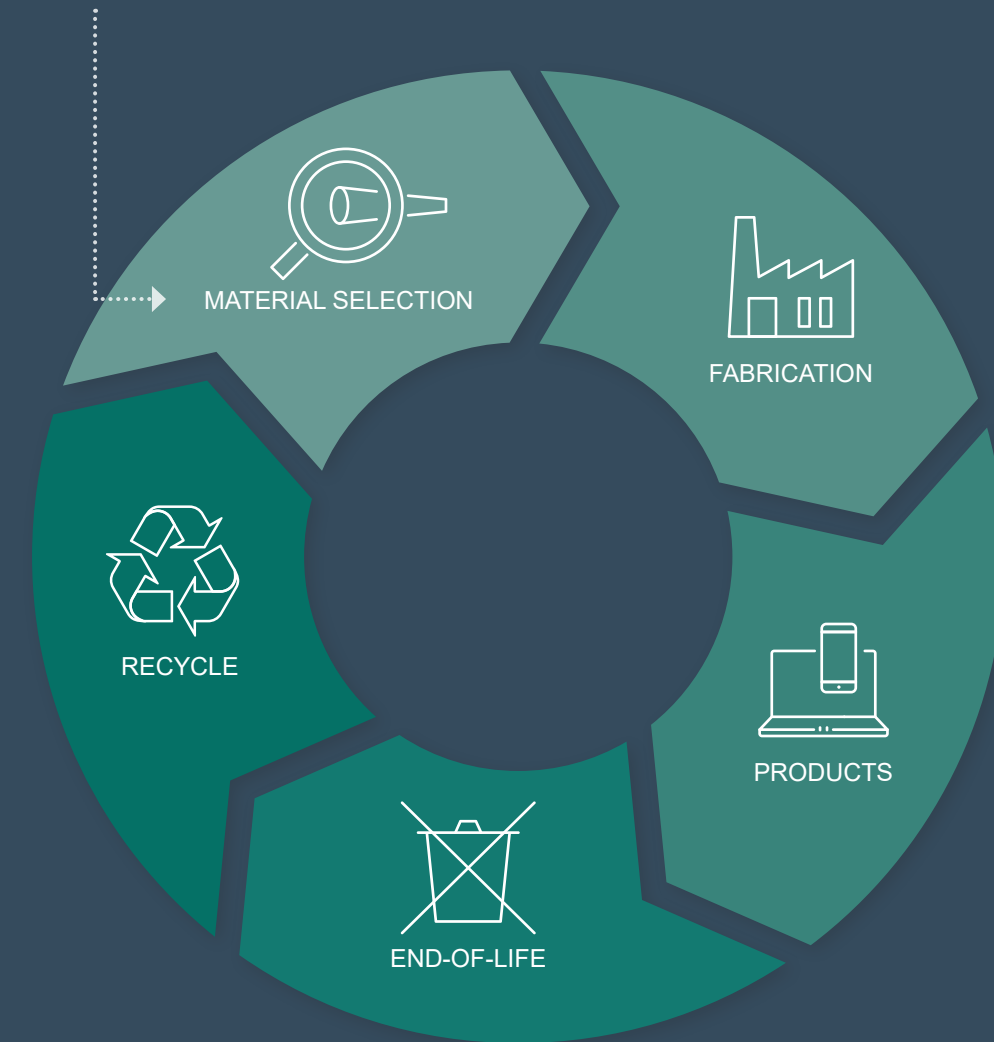 MATERIAL SELECTION
FABRICATION
PRODUCTS
END-OF-LIFE
RECYCLE